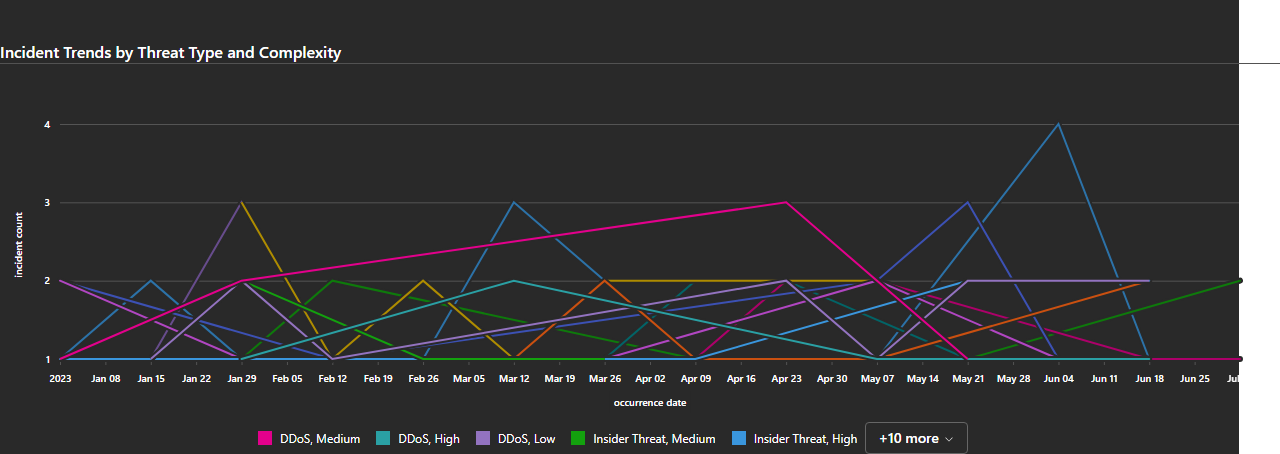 Incident Trends by Threat Type and Complexity
4
3
incident count
2
1
2023 Jan 08 Jan 15 Jan 22 Jan 29 Feb 05 Feb 12 Feb 19 Feb 26 Mar 05 Mar 12 Mar 19 Mar 26 Apr 02 Apr 09 Apr 16 Apr 23 Apr 30 May 07 May 14 May 21 May 28 Jun 04 Jun 11 Jun 18 Jun 25 Jul
occurrence date
DDoS, Medium DDoS, High DDoS, Low Insider Threat, Medium Insider Threat, High +10 more